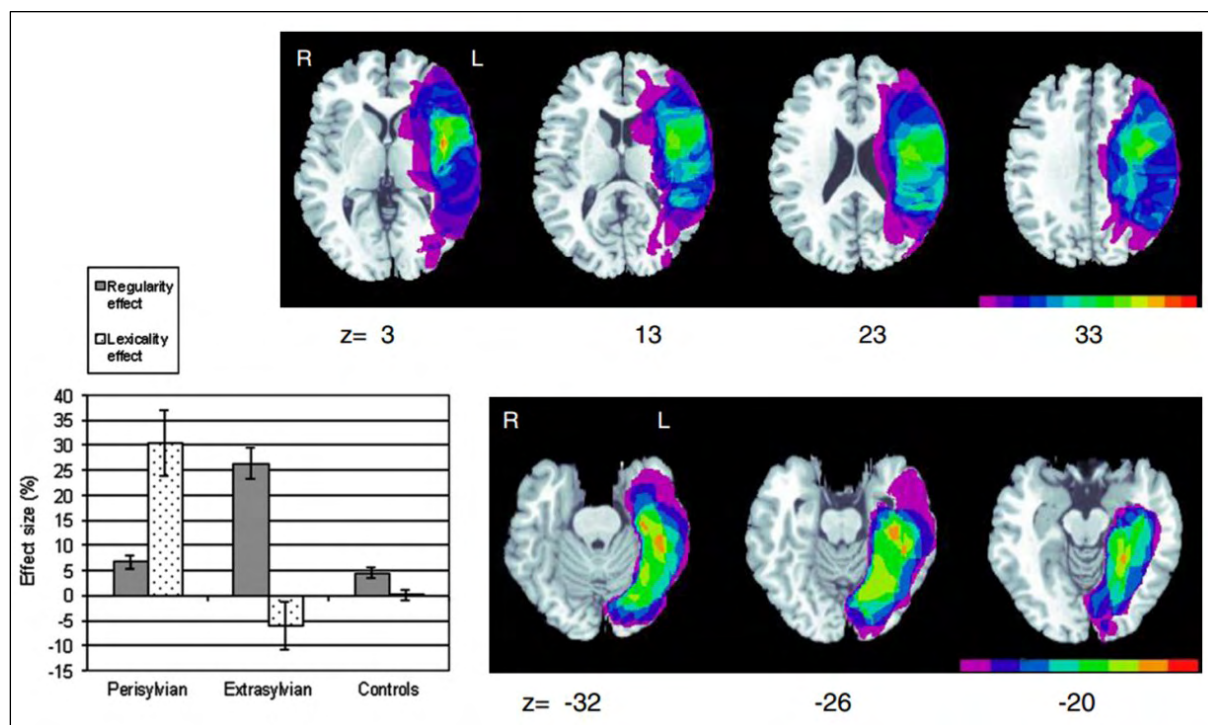 R L
z= 3 13 23 33
Regularity
effect
Lexicality
effect
40
35
30
25
20
15
10
5
0
-5
-10
-15
Effect size (%)
Perisylvian Extrasylvian Controls
R L
z= -32 -26 -20